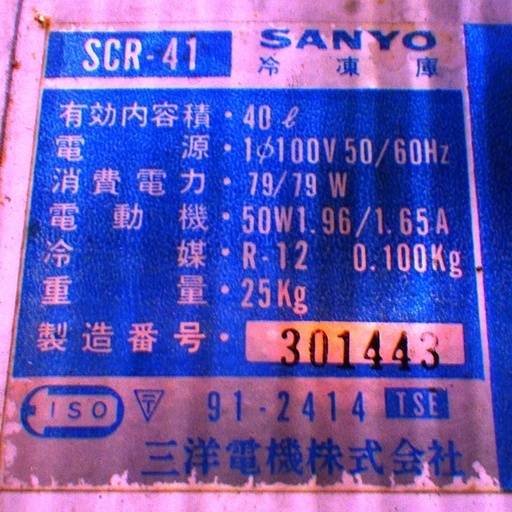 SCR-41 SANYO
冷凍庫
有効内容積・40ℓ
電源・1φ100V 50/60Hz
消費電力・79/79 W
電動機・50W1.96/1.65A
冷媒・R-12 0.100Kg
重量・25Kg
製造番号・301443
ISO 〒 91-2414 TSE
三洋電機株式会社